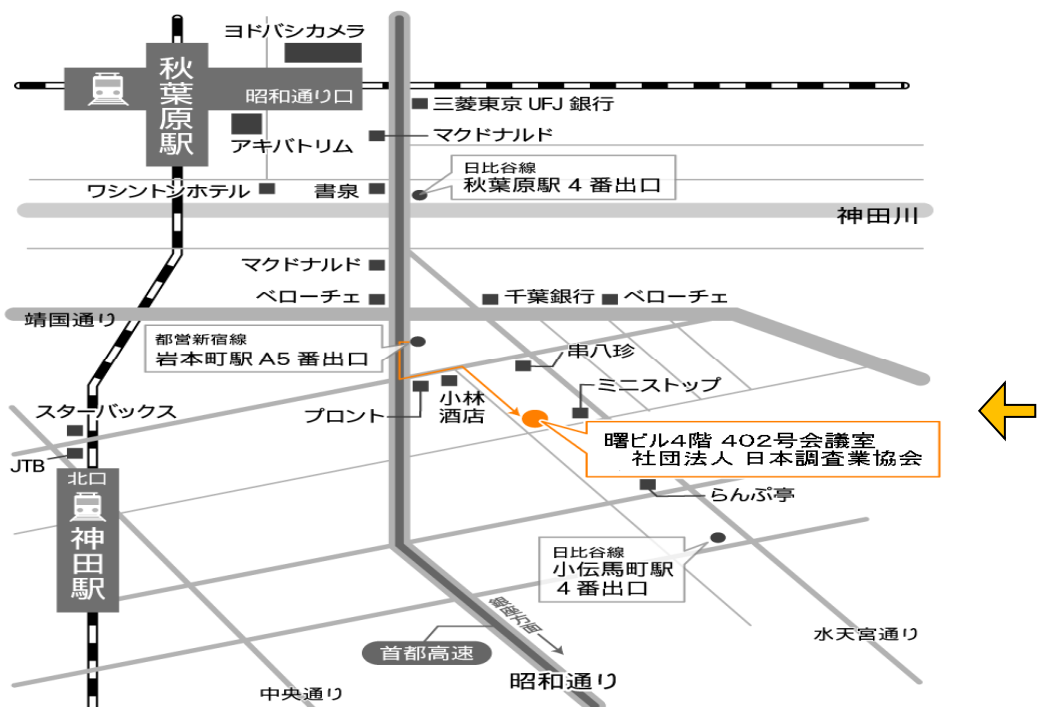 ヨドバシカメラ
秋葉原駅
昭和通り口
三菱東京 UFJ 銀行
アキバトリム
マクドナルド
日比谷線
秋葉原駅 4 番出口
ワシントンホテル
書泉
神田川
マクドナルド
ベローチェ
千葉銀行
ベローチェ
靖国通り
都営新宿線
岩本町駅 A5 番出口
串八珍
ミニストップ
プロント
小林
酒店
スターバックス
曙ビル4階 402号会議室
社団法人 日本調査業協会
JTB
北口
神田駅
らんぷ亭
日比谷線
小伝馬町駅
4 番出口
銀座方面
水天宮通り
首都高速
昭和通り
中央通り